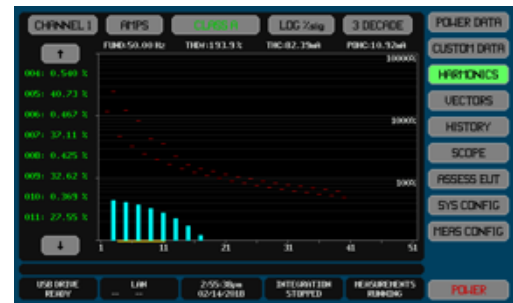 CHANNEL 1 AMPS CLASS A LOG %sig 3 DECADE POWER DATA
FUND:50.00 Hz THDf:193.9% THC:82.39mA POHC:10.92mA
CUSTOM DATA
10000%
004: 0.540 %
HARMONICS
005: 40.73 %
VECTORS
006: 0.467 %
1000%
HISTORY
007: 37.11 %
008: 0.425 %
SCOPE
009: 32.62 %
100%
ASSESS EUT
010: 0.369 %
SYS CONFIG
011: 27.55 %
MEAS CONFIG
1 11 21 31 41 51
USB DRIVE READY
LAN
-- --
2:55:38pm
02/14/2018
INTEGRATION
STOPPED
MEASUREMENTS
RUNNING
POWER